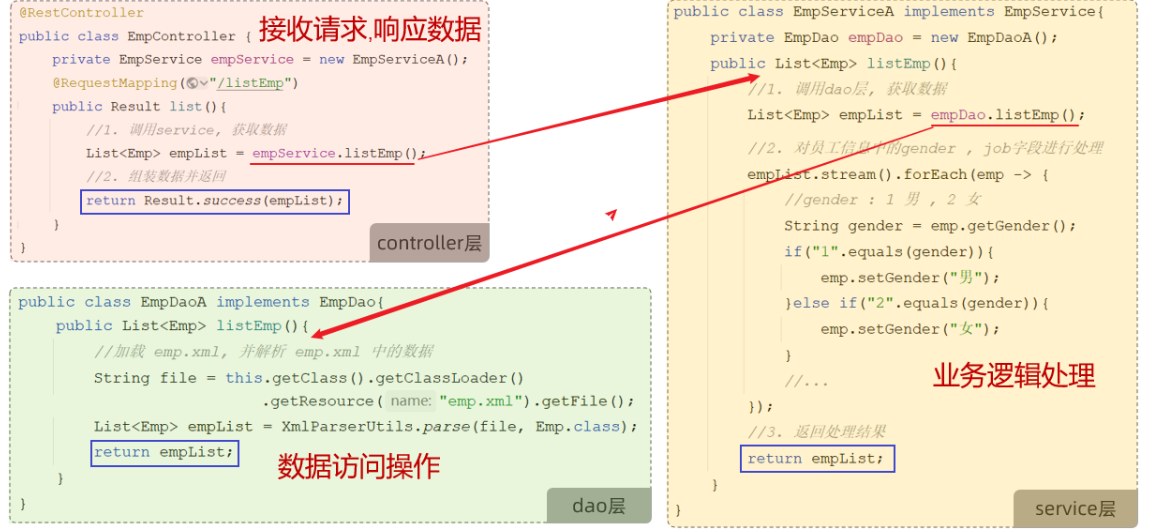 @RestController
public class EmpController {
接收请求,响应数据
private EmpService empService = new EmpServiceA();
@RequestMapping("/listEmp")
public Result list(){
//1. 调用service, 获取数据
List<Emp> empList = empService.listEmp();
//2. 组装数据并返回
return Result.success(empList);
}
}
controller层
public class EmpServiceA implements EmpService{
private EmpDao empDao = new EmpDaoA();
public List<Emp> listEmp(){
//1. 调用dao层, 获取数据
List<Emp> empList = empDao.listEmp();
//2. 对员工信息中的gender , job字段进行处理
empList.stream().forEach(emp -> {
//gender : 1 男 , 2 女
String gender = emp.getGender();
if("1".equals(gender)){
emp.setGender("男");
}else if("2".equals(gender)){
emp.setGender("女");
}
//...
业务逻辑处理
});
//3. 返回处理结果
return empList;
}
}
service层
public class EmpDaoA implements EmpDao{
public List<Emp> listEmp(){
//加载 emp.xml, 并解析 emp.xml 中的数据
String file = this.getClass().getClassLoader()
.getResource( name: "emp.xml").getFile();
List<Emp> empList = XmlParserUtils.parse(file, Emp.class);
return empList;
数据访问操作
}
}
dao层